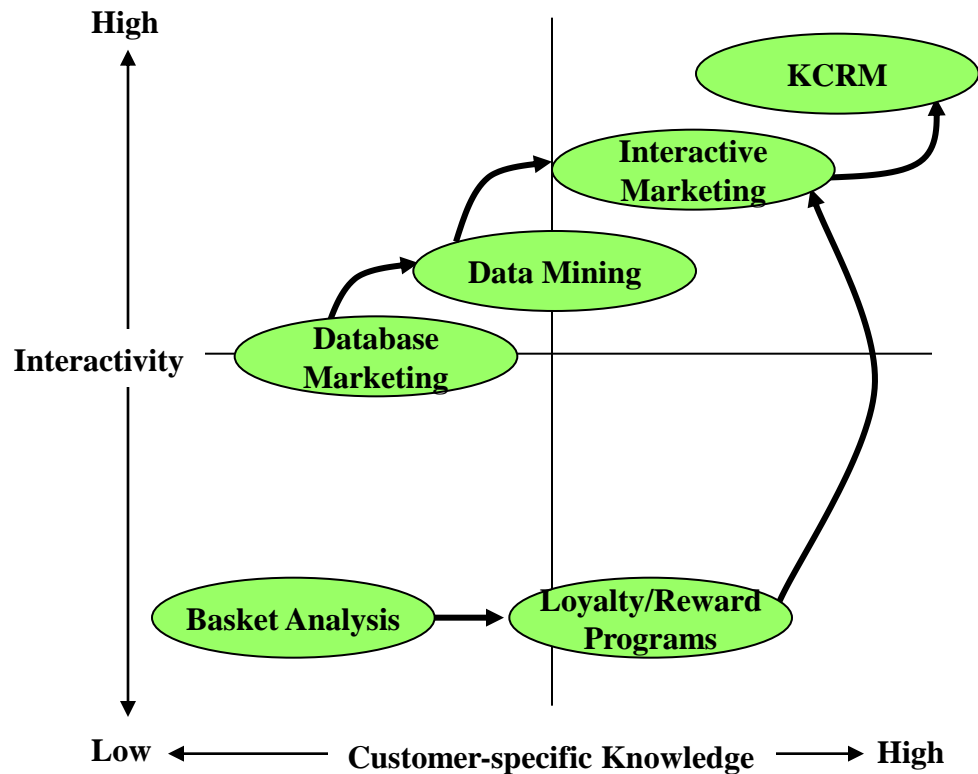 High
KCRM
Interactive
Marketing
Data Mining
Database
Marketing
Interactivity
Basket Analysis
Loyalty/Reward
Programs
Low
Customer-specific Knowledge
High